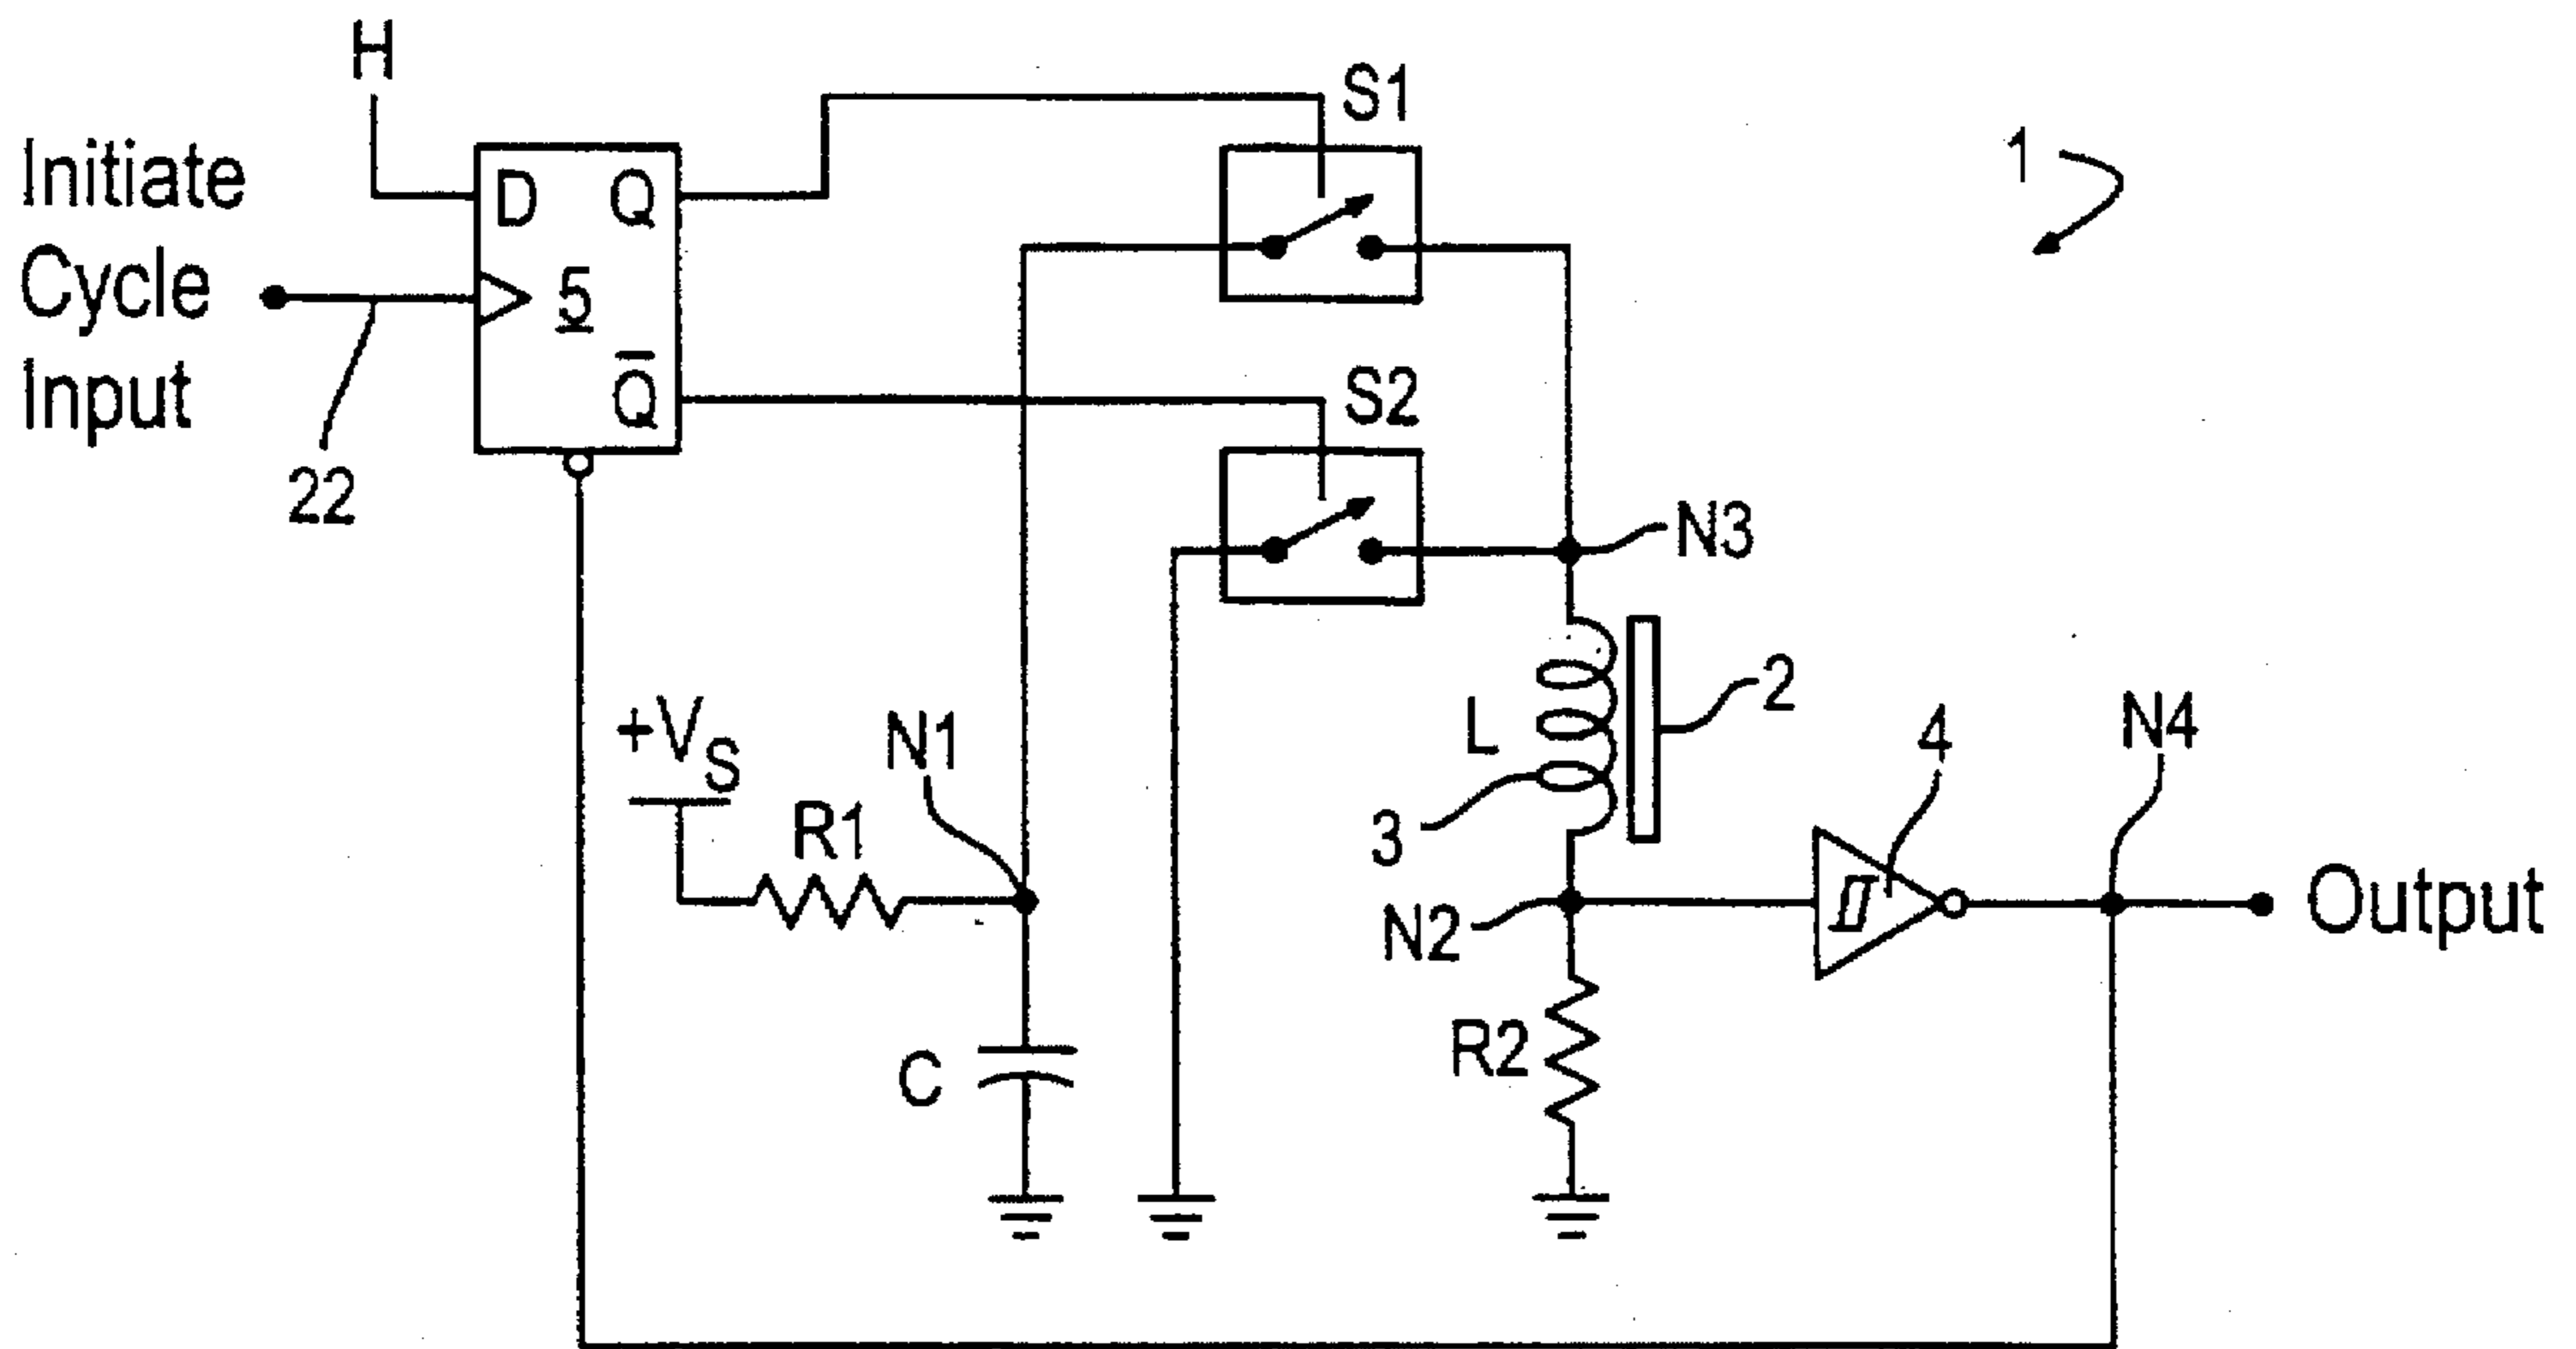 H
Initiate
Cycle
Input
22
D Q
5
Q̅
S1
S2
1
N3
+VS
R1
N1
C
L
2
3
N2
R2
4
N4
Output